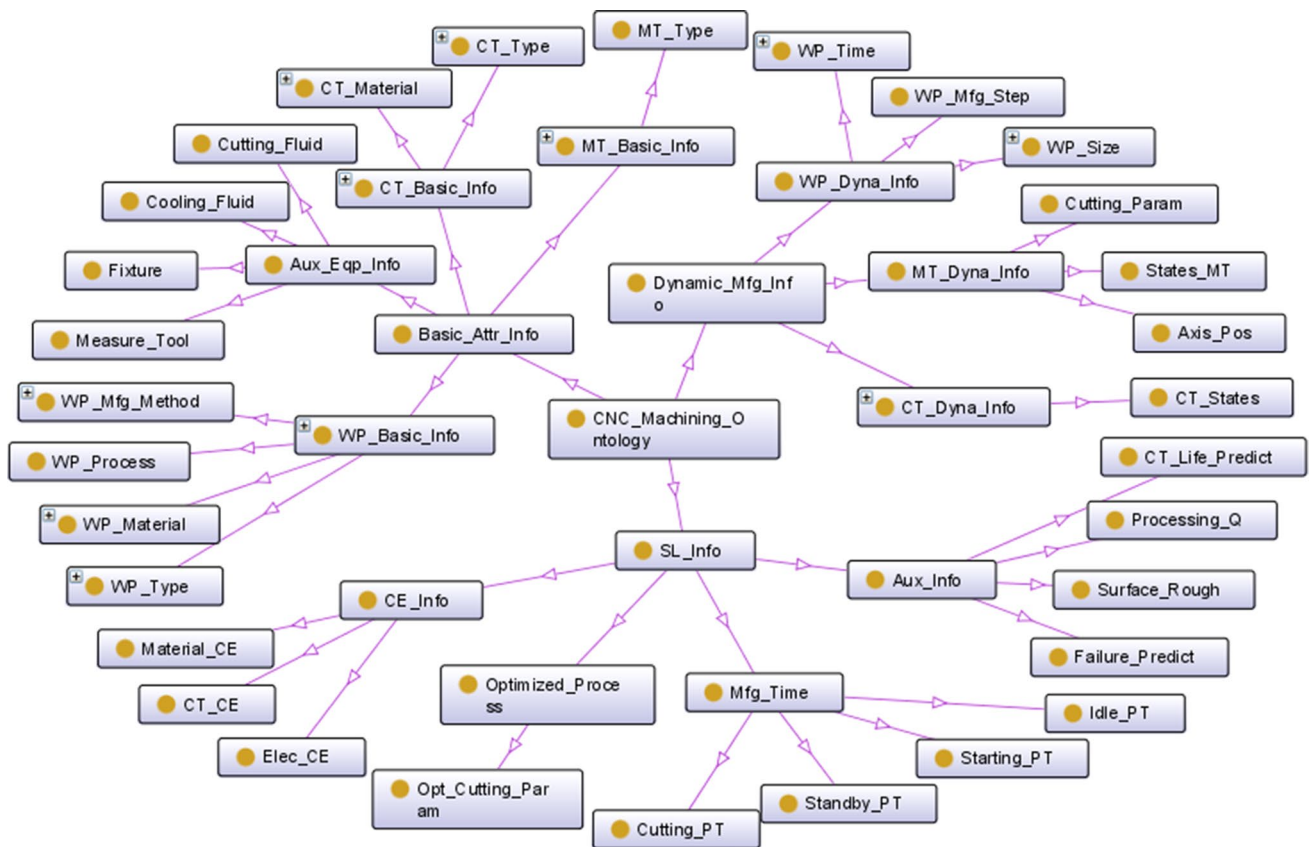 MT_Type
CT_Type
WP_Time
CT_Material
WP_Mfg_Step
Cutting_Fluid
MT_Basic_Info
WP_Size
CT_Basic_Info
WP_Dyna_Info
Cooling_Fluid
Cutting_Param
Fixture
Aux_Eqp_Info
Dynamic_Mfg_Inf
o
MT_Dyna_Info
States_MT
Measure_Tool
Basic_Attr_Info
Axis_Pos
WP_Mfg_Method
CT_Dyna_Info
CT_States
CNC_Machining_O
ntology
WP_Basic_Info
WP_Process
CT_Life_Predict
WP_Material
Processing_Q
SL_Info
WP_Type
CE_Info
Aux_Info
Surface_Rough
Material_CE
Failure_Predict
CT_CE
Optimized_Proce
ss
Mfg_Time
Idle_PT
Elec_CE
Starting_PT
Opt_Cutting_Par
am
Standby_PT
Cutting_PT